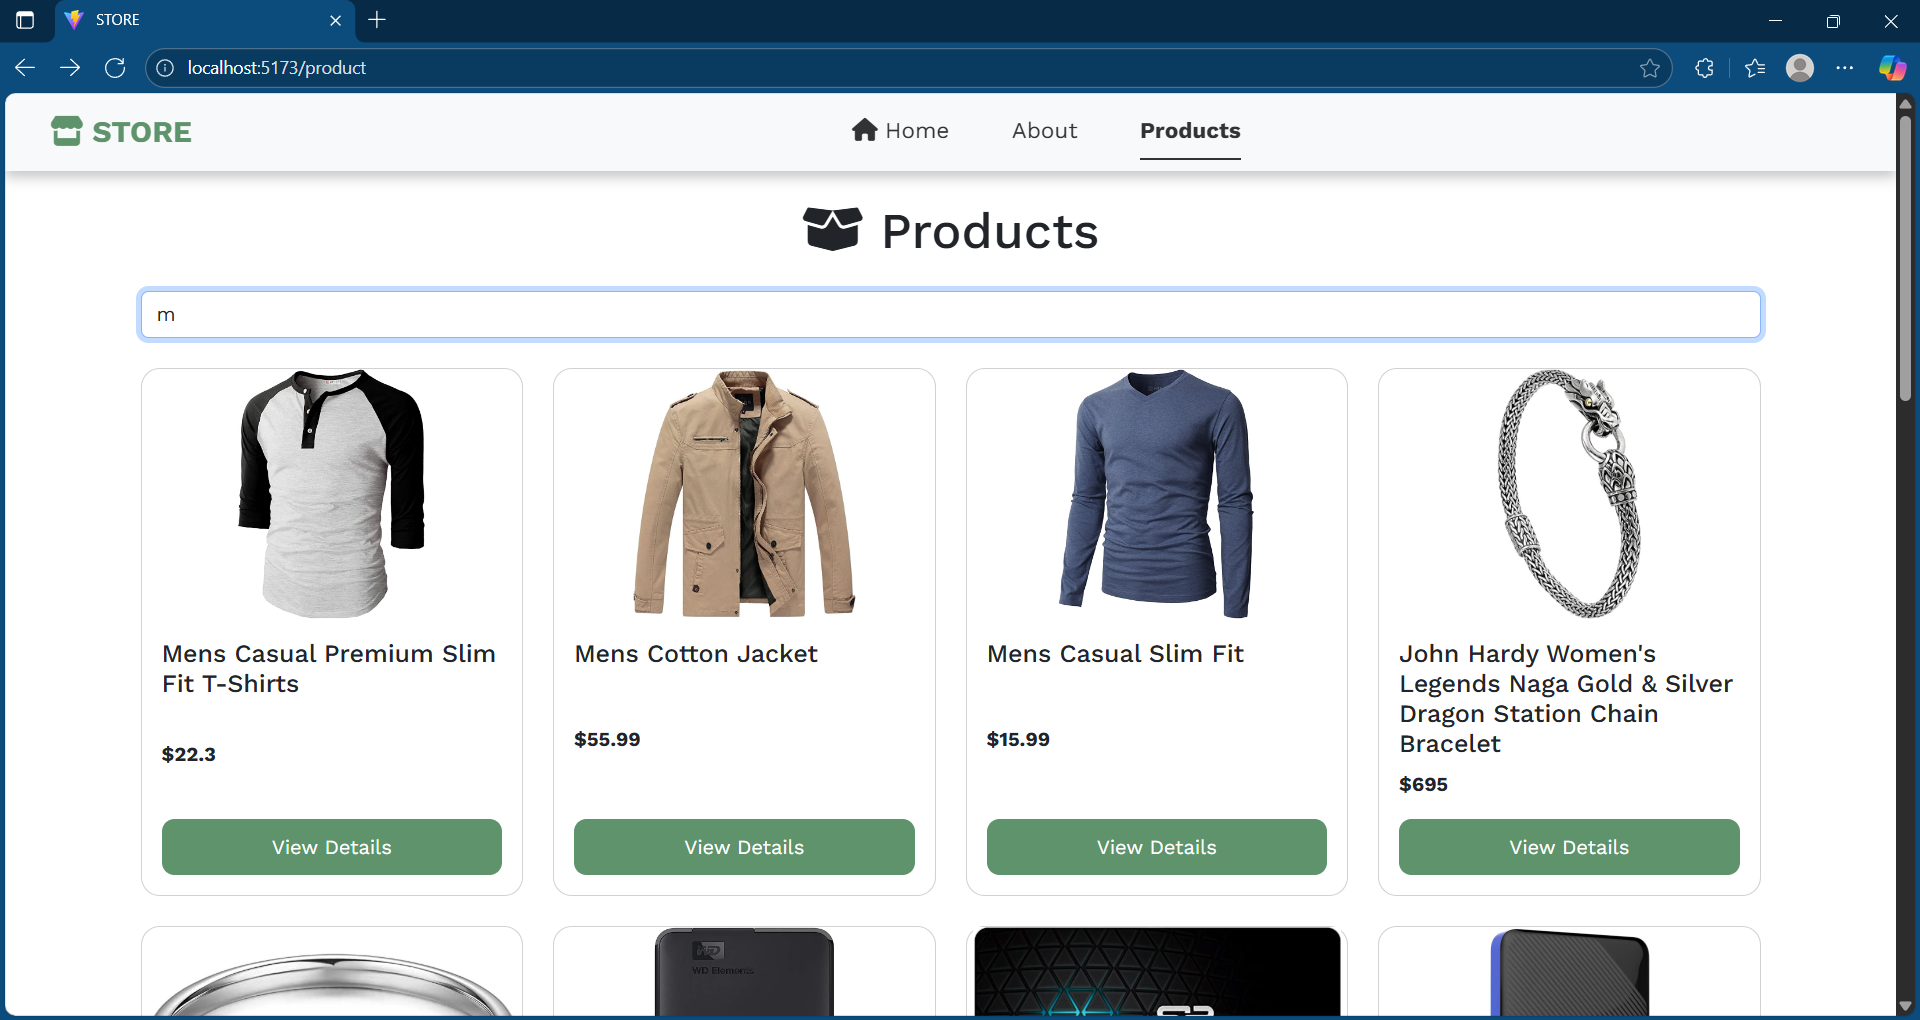 STORE
localhost:5173/product
STORE
Home
About
Products
Products
m
Mens Casual Premium Slim
Fit T-Shirts
$22.3
View Details
Mens Cotton Jacket
$55.99
View Details
Mens Casual Slim Fit
$15.99
View Details
John Hardy Women's
Legends Naga Gold & Silver
Dragon Station Chain
Bracelet
$695
View Details
WD
WD Elements